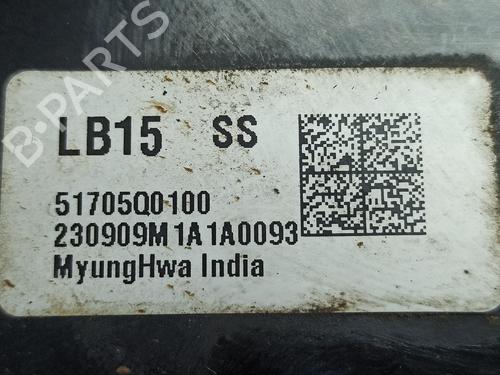 B-PARTS
LB15 SS
51705Q0100
230909M1A1A0093
MyungHwa India